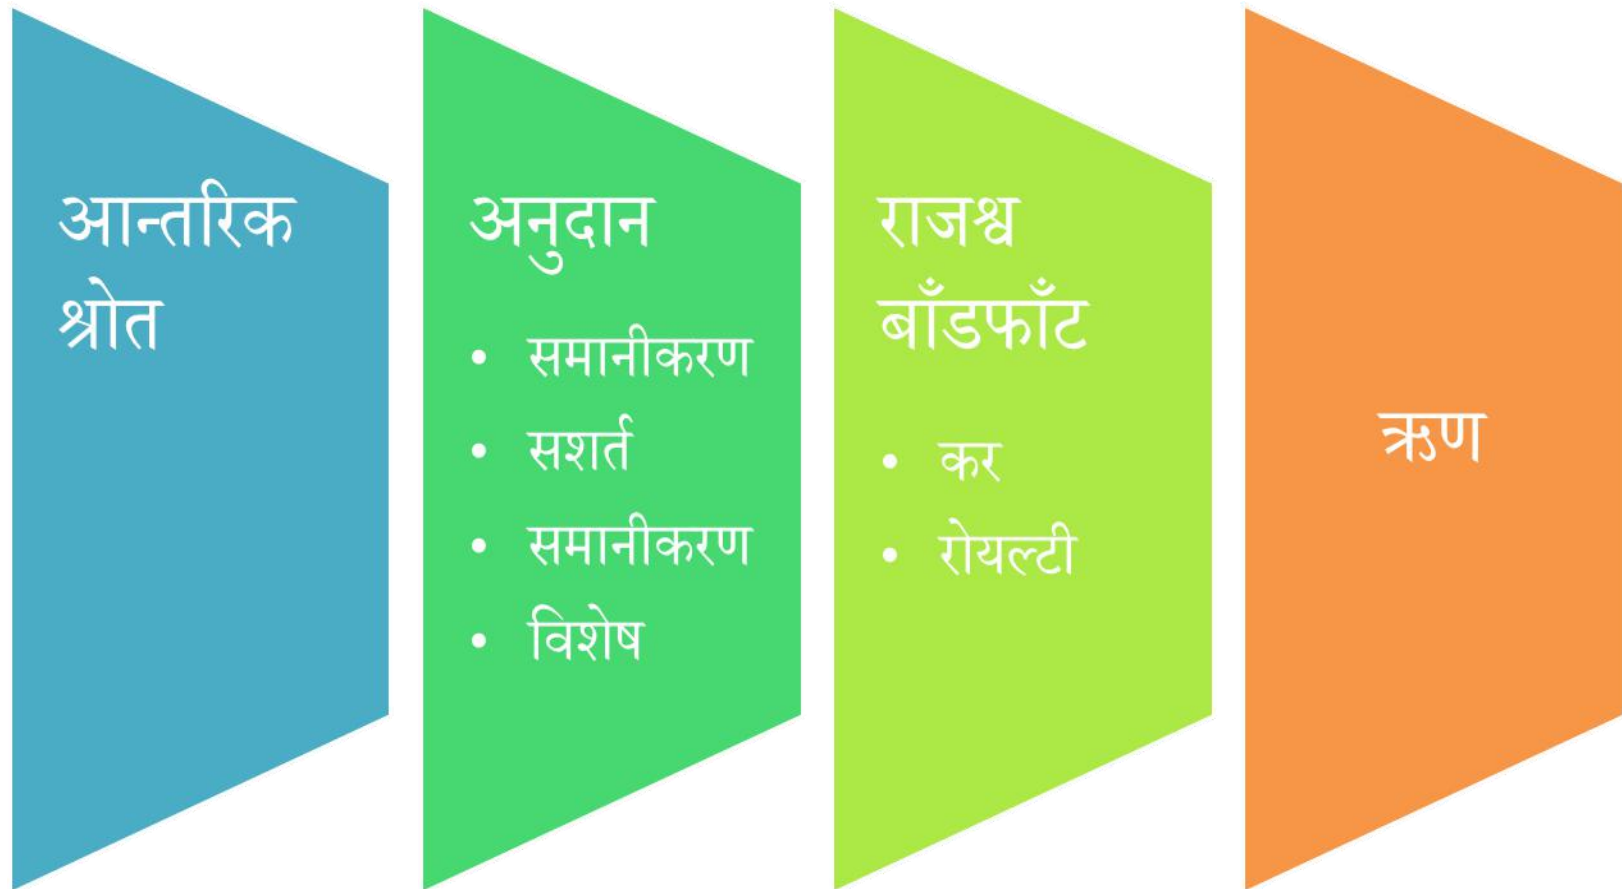 आन्तरिक
श्रोत
अनुदान
• समानीकरण
• सशर्त
• समानीकरण
• विशेष
राजश्व
बाँडफाँट
• कर
• रोयल्टी
ऋण